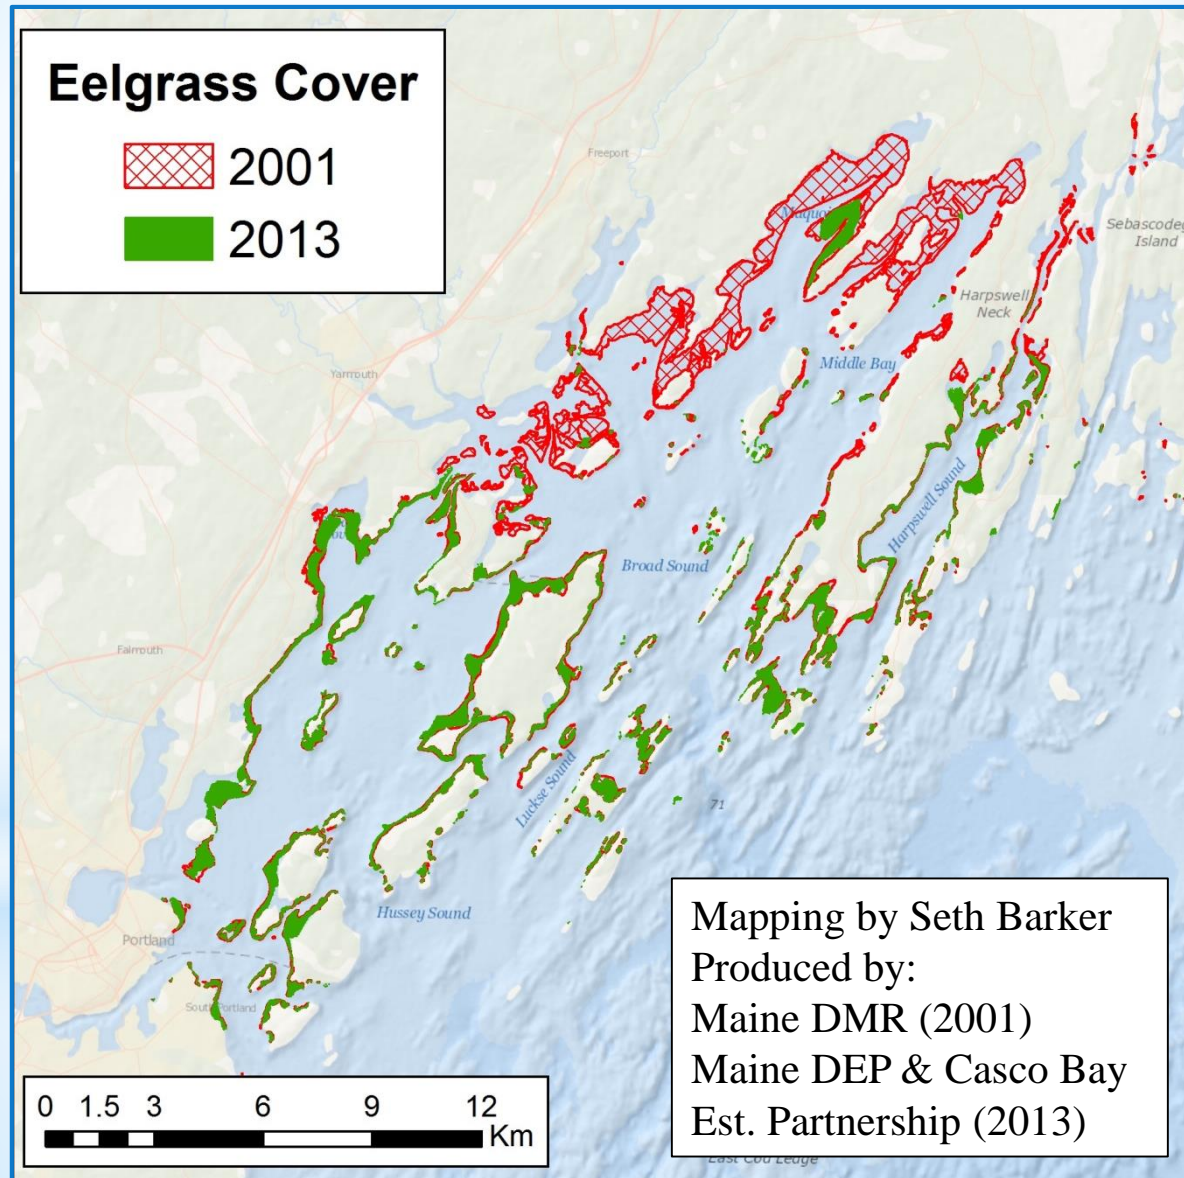 Eelgrass Cover
2001
2013
Freeport
Sebascodeg
Island
Harpswell
Neck
Middle Bay
Yarmouth
Harpswell Sound
Broad Sound
Falmouth
Luckse Sound
71
Hussey Sound
Portland
South Portland
Mapping by Seth Barker
Produced by:
Maine DMR (2001)
Maine DEP & Casco Bay
Est. Partnership (2013)
0 1.5 3 6 9 12
Km